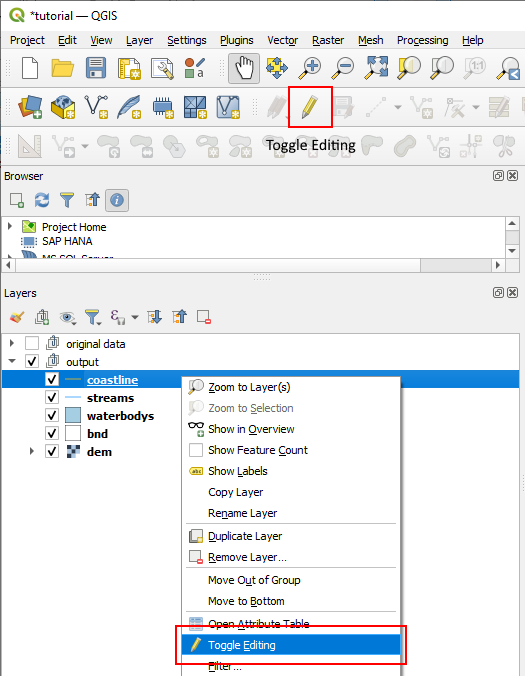 *tutorial — QGIS
Project Edit View Layer Settings Plugins Vector Raster Mesh Processing Help
1:1
Toggle Editing
Browser
Project Home
SAP HANA
MS SQL Server
Layers
original data
output
coastline
streams
waterbodys
bnd
dem
Zoom to Layer(s)
Zoom to Selection
Show in Overview
Show Feature Count
abc Show Labels
Copy Layer
Rename Layer
Duplicate Layer
Remove Layer...
Move Out of Group
Move to Bottom
Open Attribute Table
Toggle Editing
Filter...